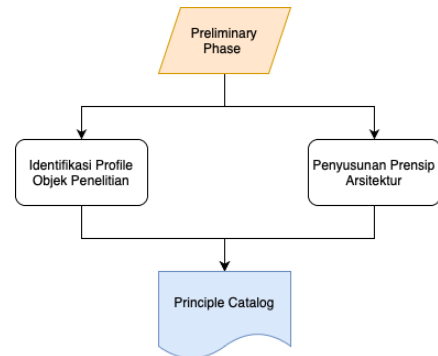 Preliminary
Phase
Identifikasi Profile
Objek Penelitian
Penyusunan Prensip
Arsitektur
Principle Catalog